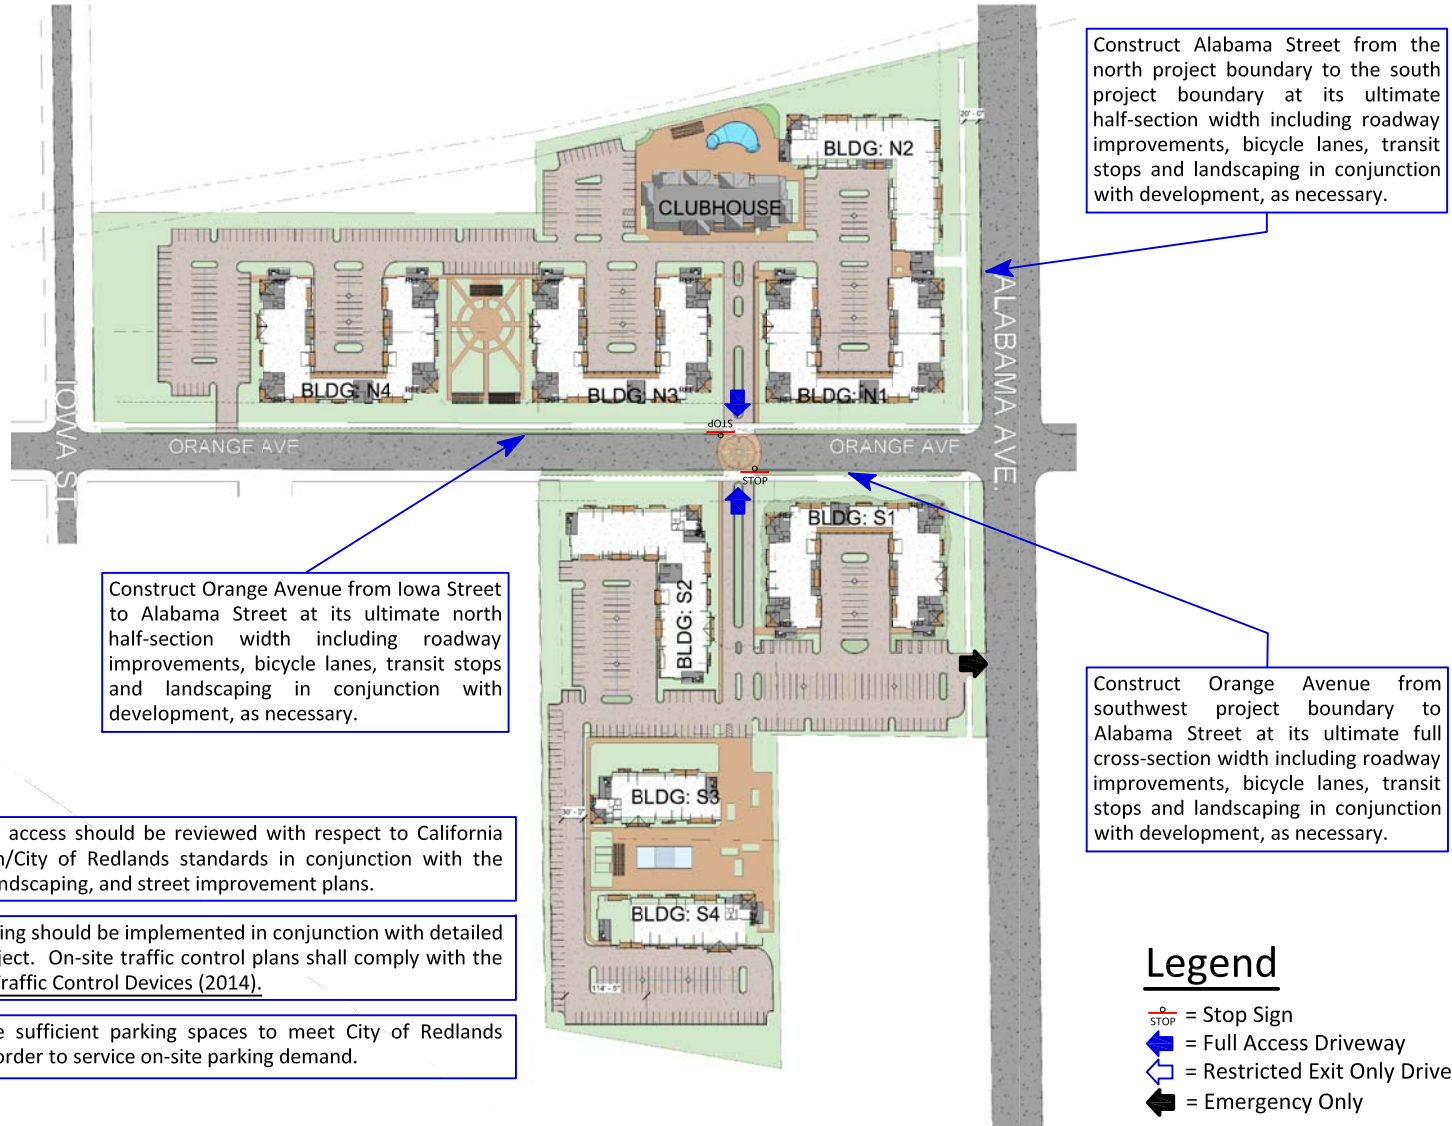 Construct Alabama Street from the
north project boundary to the south
project boundary at its ultimate
half-section width including roadway
improvements, bicycle lanes, transit
stops and landscaping in conjunction
with development, as necessary.
20' - 0"
BLDG: N2
CLUBHOUSE
BLDG: N4
BLDG: N3
BLDG: N1
REF.
REF.
REF.
IOWA ST
ALABAMA AVE.
ORANGE AVE
ORANGE AVE
STOP
STOP
BLDG: S1
BLDG: S2
BLDG: S3
BLDG: S4
114' - 5"
Construct Orange Avenue from Iowa Street
to Alabama Street at its ultimate north
half-section width including roadway
improvements, bicycle lanes, transit stops
and landscaping in conjunction with
development, as necessary.
Construct Orange Avenue from
southwest project boundary to
Alabama Street at its ultimate full
cross-section width including roadway
improvements, bicycle lanes, transit
stops and landscaping in conjunction
with development, as necessary.
access should be reviewed with respect to California
n/City of Redlands standards in conjunction with the
ndscaping, and street improvement plans.
ing should be implemented in conjunction with detailed
ject. On-site traffic control plans shall comply with the
Traffic Control Devices (2014).
e sufficient parking spaces to meet City of Redlands
order to service on-site parking demand.
Legend
STOP = Stop Sign
= Full Access Driveway
= Restricted Exit Only Drive
= Emergency Only